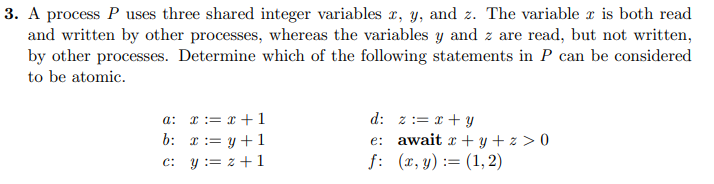 3. A process P uses three shared integer variables x, y, and z. The variable x is both read
and written by other processes, whereas the variables y and z are read, but not written,
by other processes. Determine which of the following statements in P can be considered
to be atomic.
a: x := x + 1 d: z := x + y
b: x := y + 1 e: await x + y + z > 0
c: y := z + 1 f: (x, y) := (1, 2)